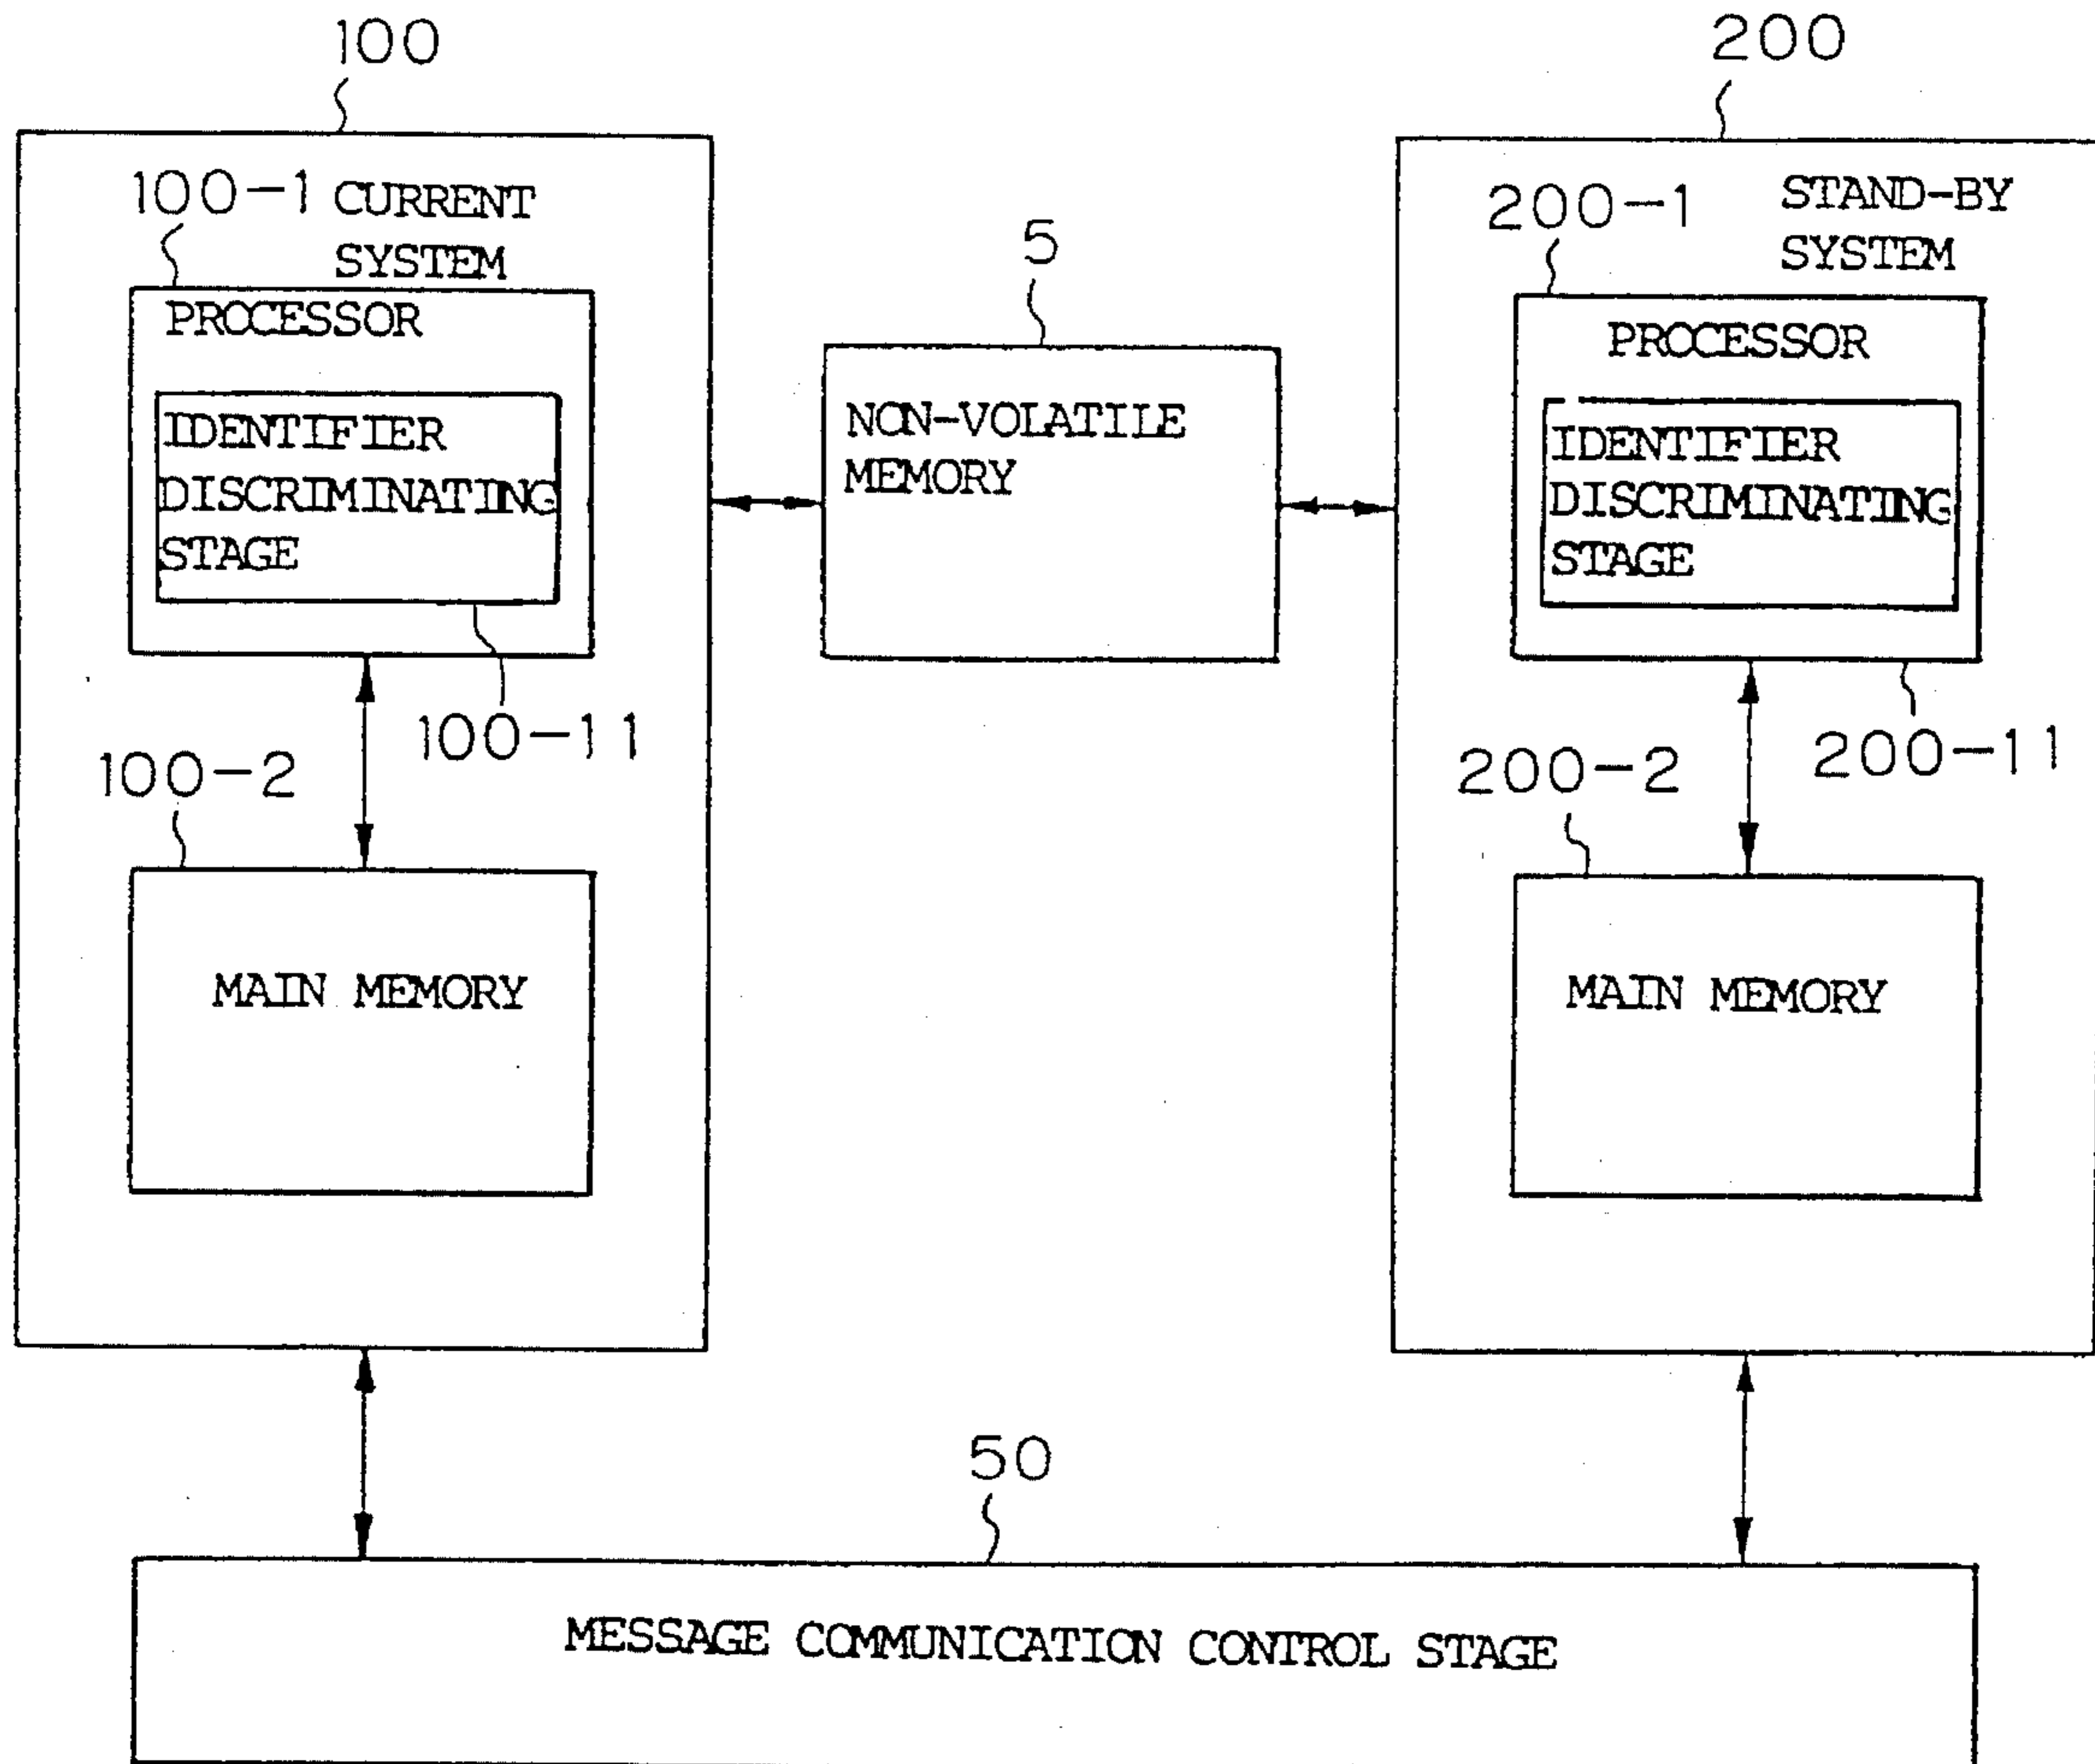 100
200
100-1
CURRENT
SYSTEM
PROCESSOR
IDENTIFIER
DISCRIMINATING
STAGE
100-11
100-2
MAIN MEMORY
5
NON-VOLATILE
MEMORY
200-1
STAND-BY
SYSTEM
PROCESSOR
IDENTIFIER
DISCRIMINATING
STAGE
200-11
200-2
MAIN MEMORY
50
MESSAGE COMMUNICATION CONTROL STAGE